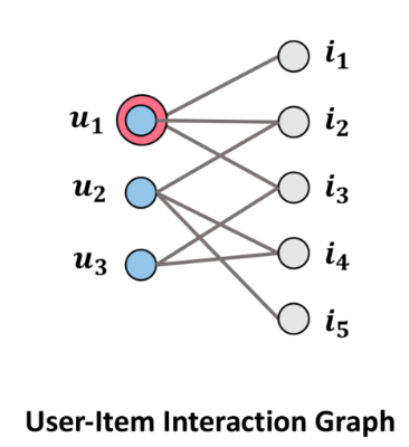 u₁
u₂
u₃
i₁
i₂
i₃
i₄
i₅
User-Item Interaction Graph